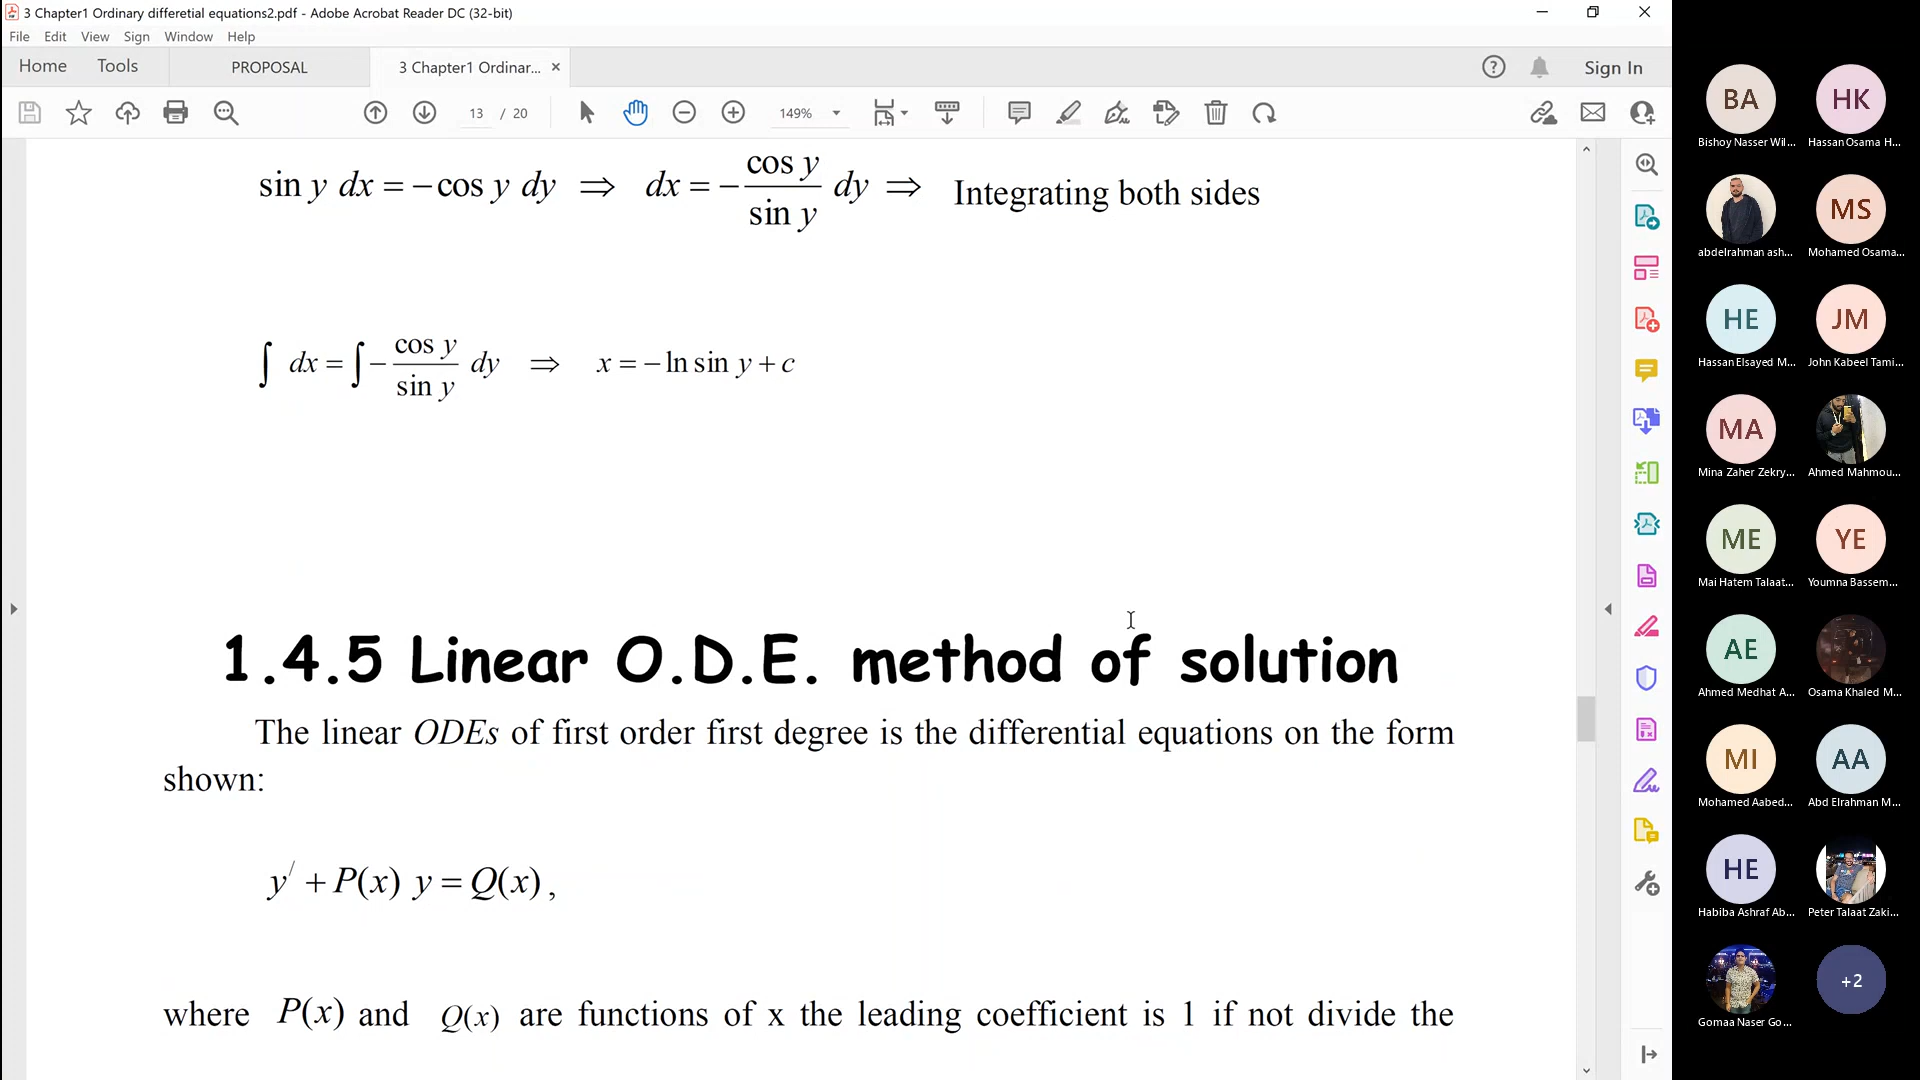 3 Chapter1 Ordinary differetial equations2.pdf - Adobe Acrobat Reader DC (32-bit)
File Edit View Sign Window Help
Home Tools PROPOSAL 3 Chapter1 Ordinar... × Sign In
13 / 20 149%
sin y dx = −cos y dy ⇒ dx = − cos y / sin y dy ⇒ Integrating both sides
∫ dx = ∫ − cos y / sin y dy ⇒ x = − ln sin y + c
1.4.5 Linear O.D.E. method of solution
The linear ODEs of first order first degree is the differential equations on the form
shown:
y′ + P(x) y = Q(x),
where P(x) and Q(x) are functions of x the leading coefficient is 1 if not divide the
BA HK
Bishoy Nasser Wil... Hassan Osama H...
MS
abdelrahman ash... Mohamed Osama...
HE JM
Hassan Elsayed M... John Kabeel Tami...
MA
Mina Zaher Zekry... Ahmed Mahmou...
ME YE
Mai Hatem Talaat... Youmna Bassem...
AE
Ahmed Medhat A... Osama Khaled M...
MI AA
Mohamed Aabed... Abd Elrahman M...
HE
Habiba Ashraf Ab... Peter Talaat Zaki...
+2
Gomaa Naser Go...